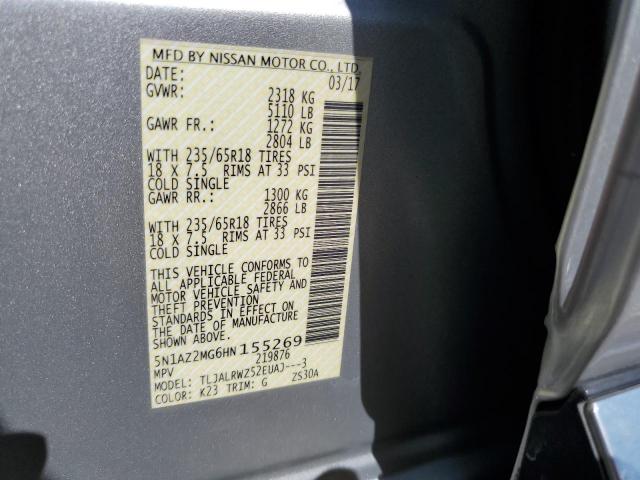 MFD BY NISSAN MOTOR CO., LTD.
DATE: 03/17
GVWR: 2318 KG
5110 LB
GAWR FR.: 1272 KG
2804 LB
WITH 235/65R18 TIRES
18 X 7.5 RIMS AT 33 PSI
COLD SINGLE
GAWR RR.: 1300 KG
2866 LB
WITH 235/65R18 TIRES
18 X 7.5 RIMS AT 33 PSI
COLD SINGLE
THIS VEHICLE CONFORMS TO
ALL APPLICABLE FEDERAL
MOTOR VEHICLE SAFETY AND
THEFT PREVENTION
STANDARDS IN EFFECT ON
THE DATE OF MANUFACTURE
SHOWN ABOVE.
5N1AZ2MG6HN155269
MPV 219876
MODEL: TLJALRWZ52EUAJ---3
COLOR: K23 TRIM: G ZS30A